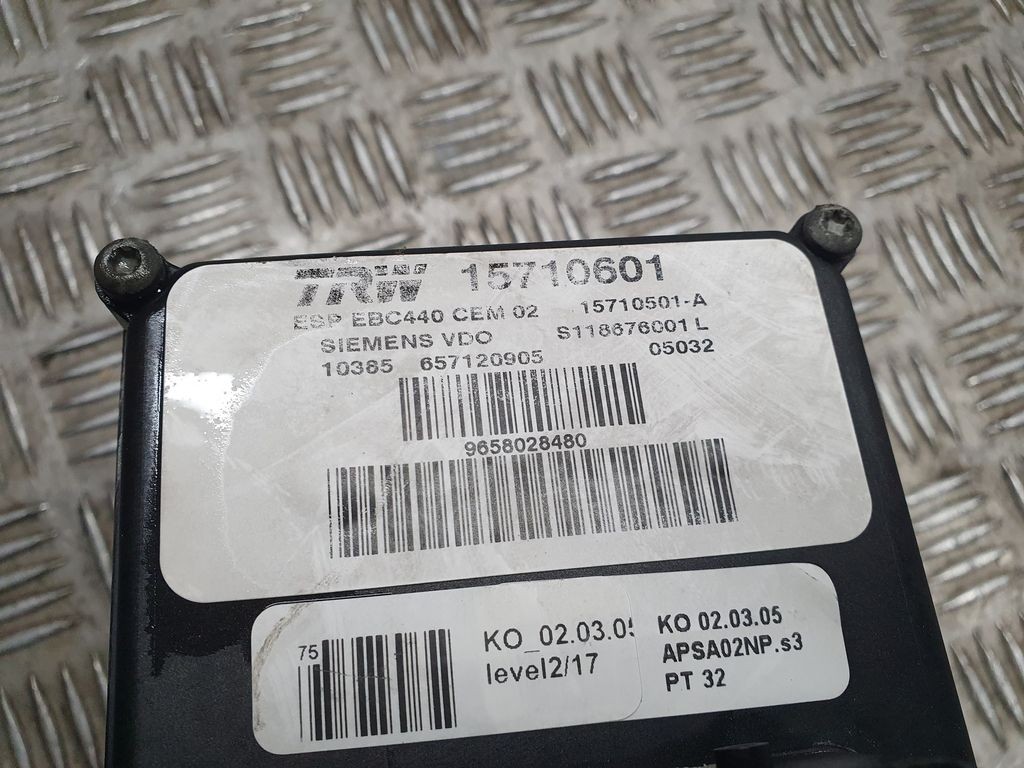 TRW 15710601
ESP EBC440 CEM 02 15710501-A
SIEMENS VDO S118676001 L
10385 657120905 05032
9658028480
75
KO_02.03.05
level2/17
KO 02.03.05
APSA02NP.s3
PT 32